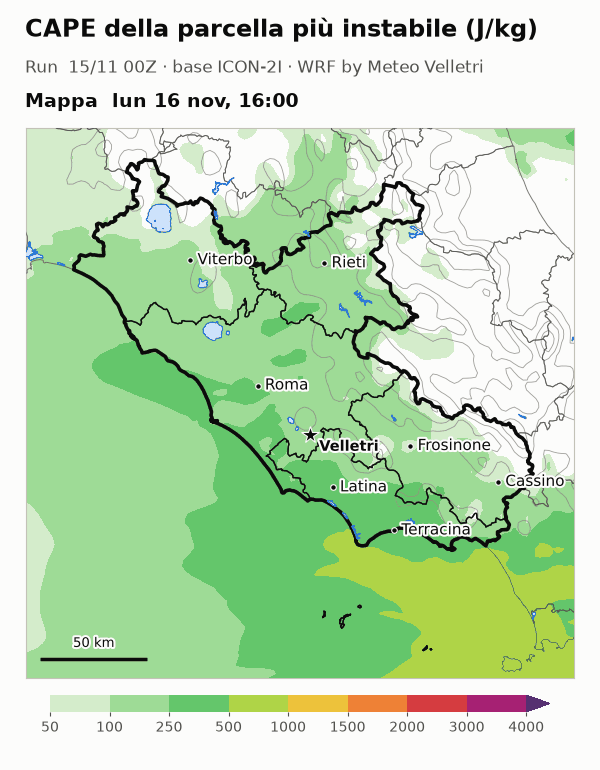 CAPE della parcella più instabile (J/kg)
Run  15/11 00Z · base ICON-2I · WRF by Meteo Velletri
Mappa  lun 16 nov, 16:00
Viterbo
Rieti
Roma
Velletri
Frosinone
Cassino
Latina
Terracina
50 km
50 100 250 500 1000 1500 2000 3000 4000